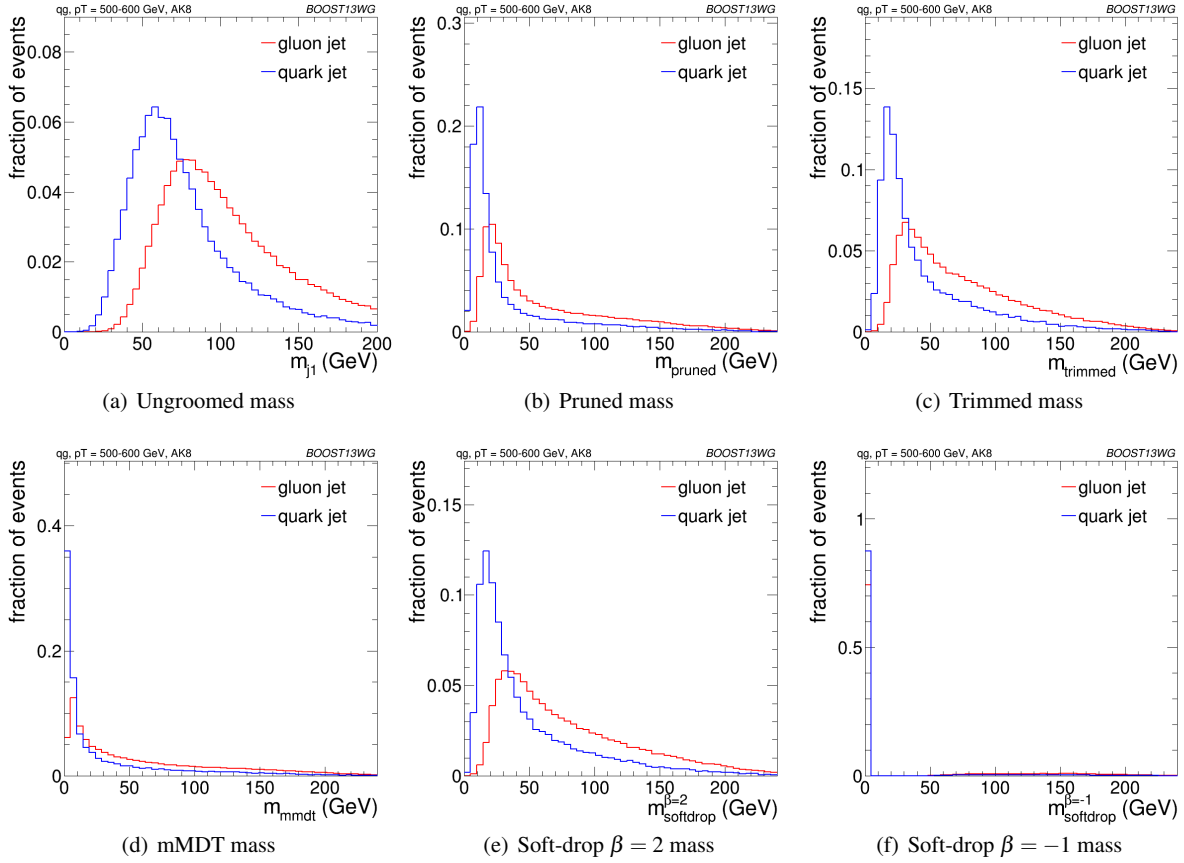 qg, pT = 500-600 GeV, AK8 BOOST13WG
fraction of events
gluon jet
quark jet
0.08
0.06
0.04
0.02
0
0 50 100 150 200
m_j1 (GeV)
(a) Ungroomed mass
qg, pT = 500-600 GeV, AK8 BOOST13WG
fraction of events
gluon jet
quark jet
0.3
0.2
0.1
0
0 50 100 150 200
m_pruned (GeV)
(b) Pruned mass
qg, pT = 500-600 GeV, AK8 BOOST13WG
fraction of events
gluon jet
quark jet
0.15
0.1
0.05
0
0 50 100 150 200
m_trimmed (GeV)
(c) Trimmed mass
qg, pT = 500-600 GeV, AK8 BOOST13WG
fraction of events
gluon jet
quark jet
0.4
0.2
0
0 50 100 150 200
m_mmdt (GeV)
(d) mMDT mass
qg, pT = 500-600 GeV, AK8 BOOST13WG
fraction of events
gluon jet
quark jet
0.15
0.1
0.05
0
0 50 100 150 200
m_softdrop^β=2 (GeV)
(e) Soft-drop β = 2 mass
qg, pT = 500-600 GeV, AK8 BOOST13WG
fraction of events
gluon jet
quark jet
1
0.5
0
0 50 100 150 200
m_softdrop^β=-1 (GeV)
(f) Soft-drop β = −1 mass